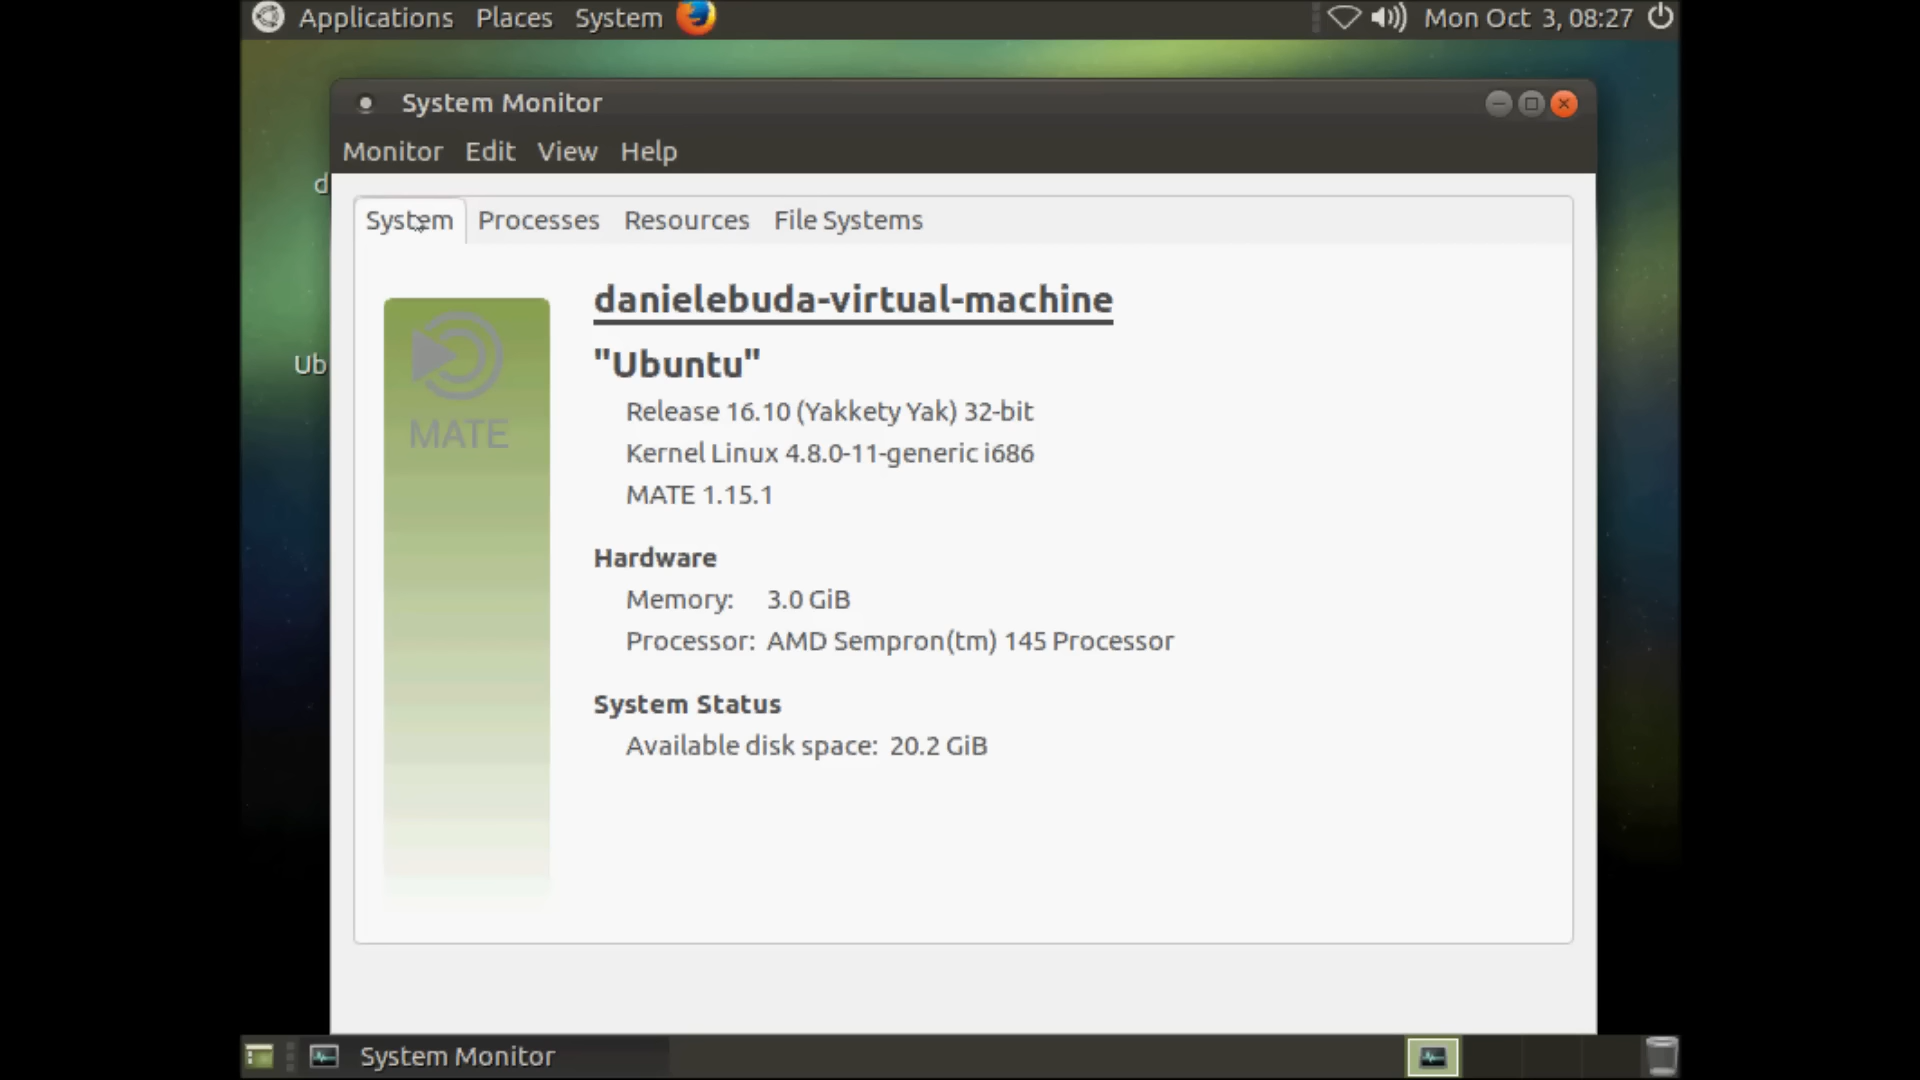 Applications Places System Mon Oct 3, 08:27
System Monitor
Monitor Edit View Help
d
System Processes Resources File Systems
danielebuda-virtual-machine
"Ubuntu"
Ub
Release 16.10 (Yakkety Yak) 32-bit
MATE
Kernel Linux 4.8.0-11-generic i686
MATE 1.15.1
Hardware
Memory: 3.0 GiB
Processor: AMD Sempron(tm) 145 Processor
System Status
Available disk space: 20.2 GiB
System Monitor